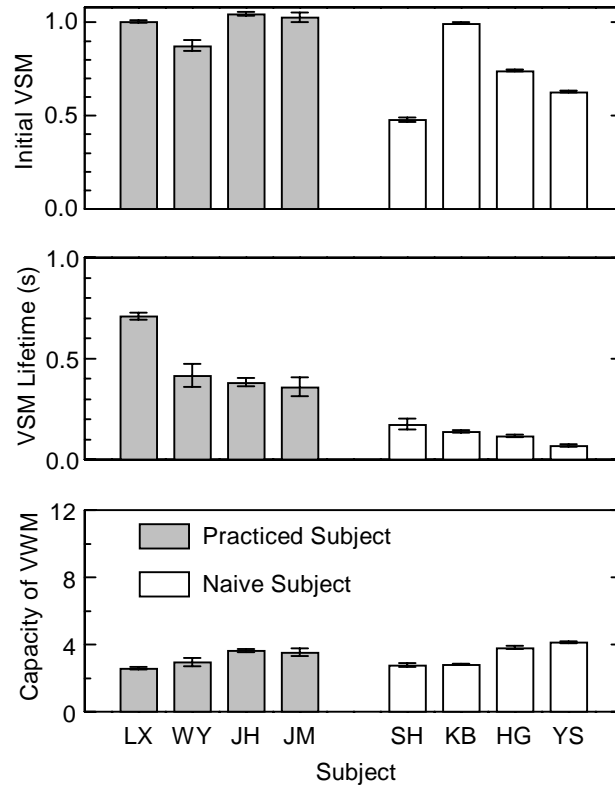 Initial VSM
1.0
0.5
0.0
VSM Lifetime (s)
1.0
0.5
0.0
Capacity of VWM
12
8
4
0
Practiced Subject
Naive Subject
LX WY JH JM SH KB HG YS
Subject